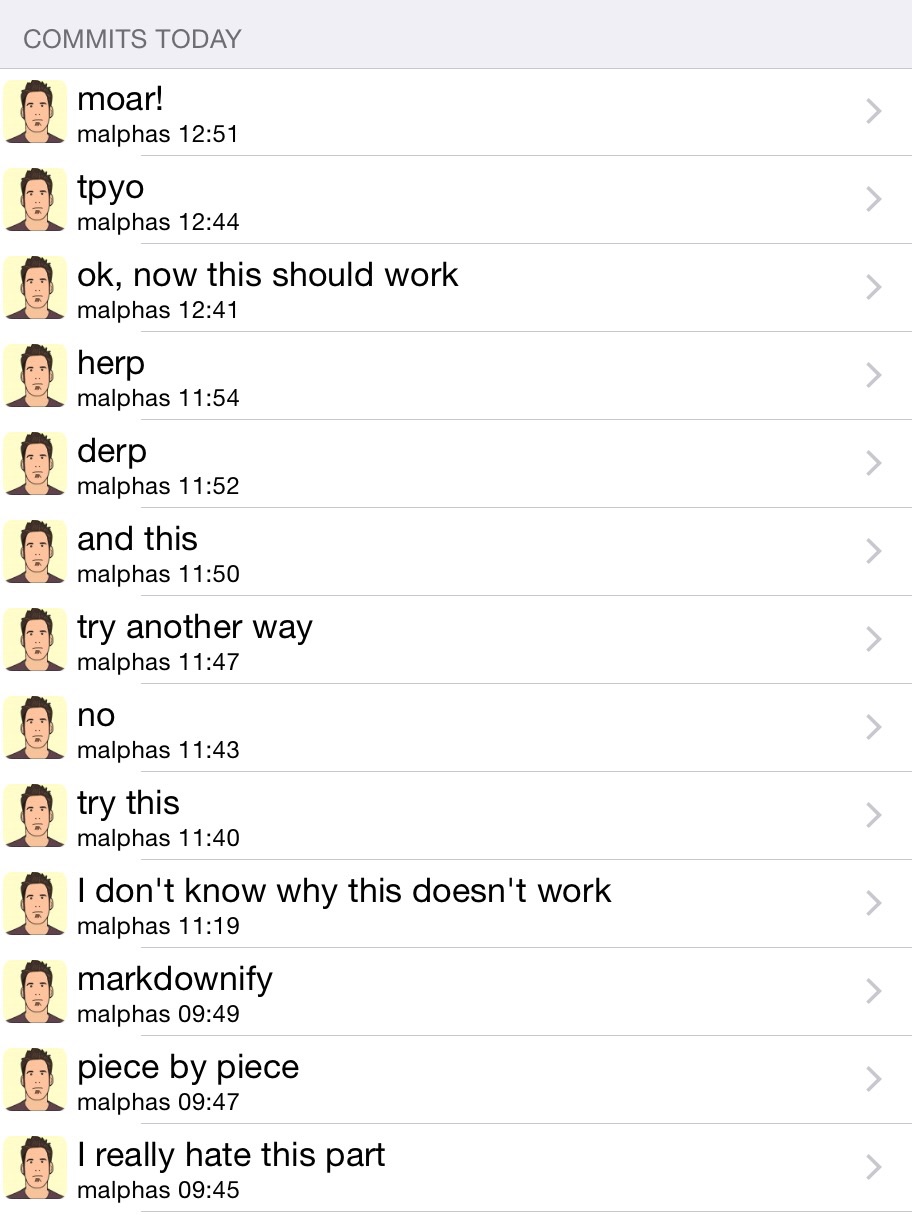 COMMITS TODAY
moar!
malphas 12:51
tpyo
malphas 12:44
ok, now this should work
malphas 12:41
herp
malphas 11:54
derp
malphas 11:52
and this
malphas 11:50
try another way
malphas 11:47
no
malphas 11:43
try this
malphas 11:40
I don't know why this doesn't work
malphas 11:19
markdownify
malphas 09:49
piece by piece
malphas 09:47
I really hate this part
malphas 09:45